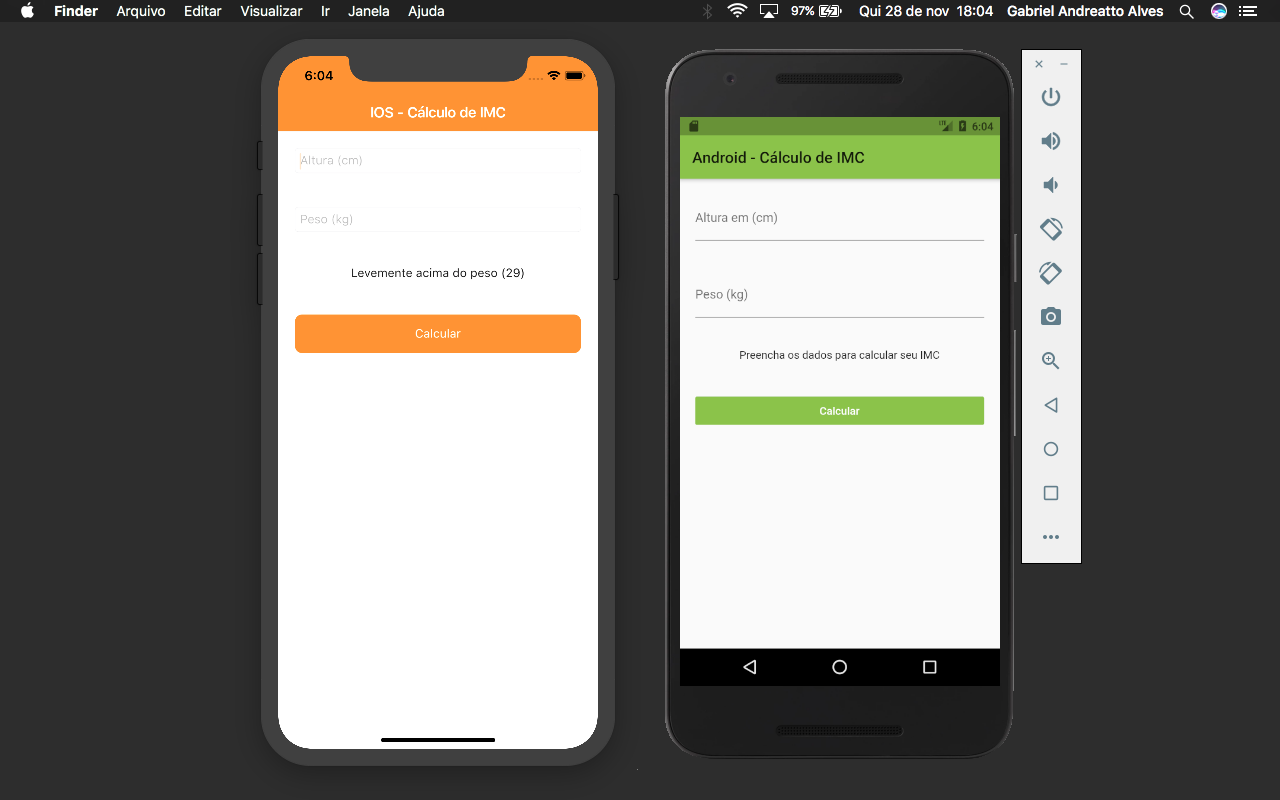 Finder Arquivo Editar Visualizar Ir Janela Ajuda 97% Qui 28 de nov 18:04 Gabriel Andreatto Alves
6:04
IOS - Cálculo de IMC
Altura (cm)
Peso (kg)
Levemente acima do peso (29)
Calcular
LTE 6:04
Android - Cálculo de IMC
Altura em (cm)
Peso (kg)
Preencha os dados para calcular seu IMC
Calcular